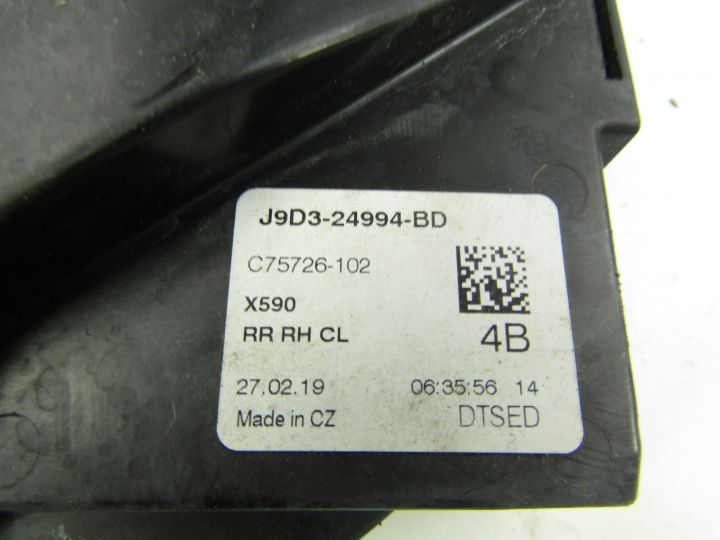 J9D3-24994-BD
C75726-102
X590
RR RH CL
4B
27.02.19 06:35:56 14
Made in CZ DTSED